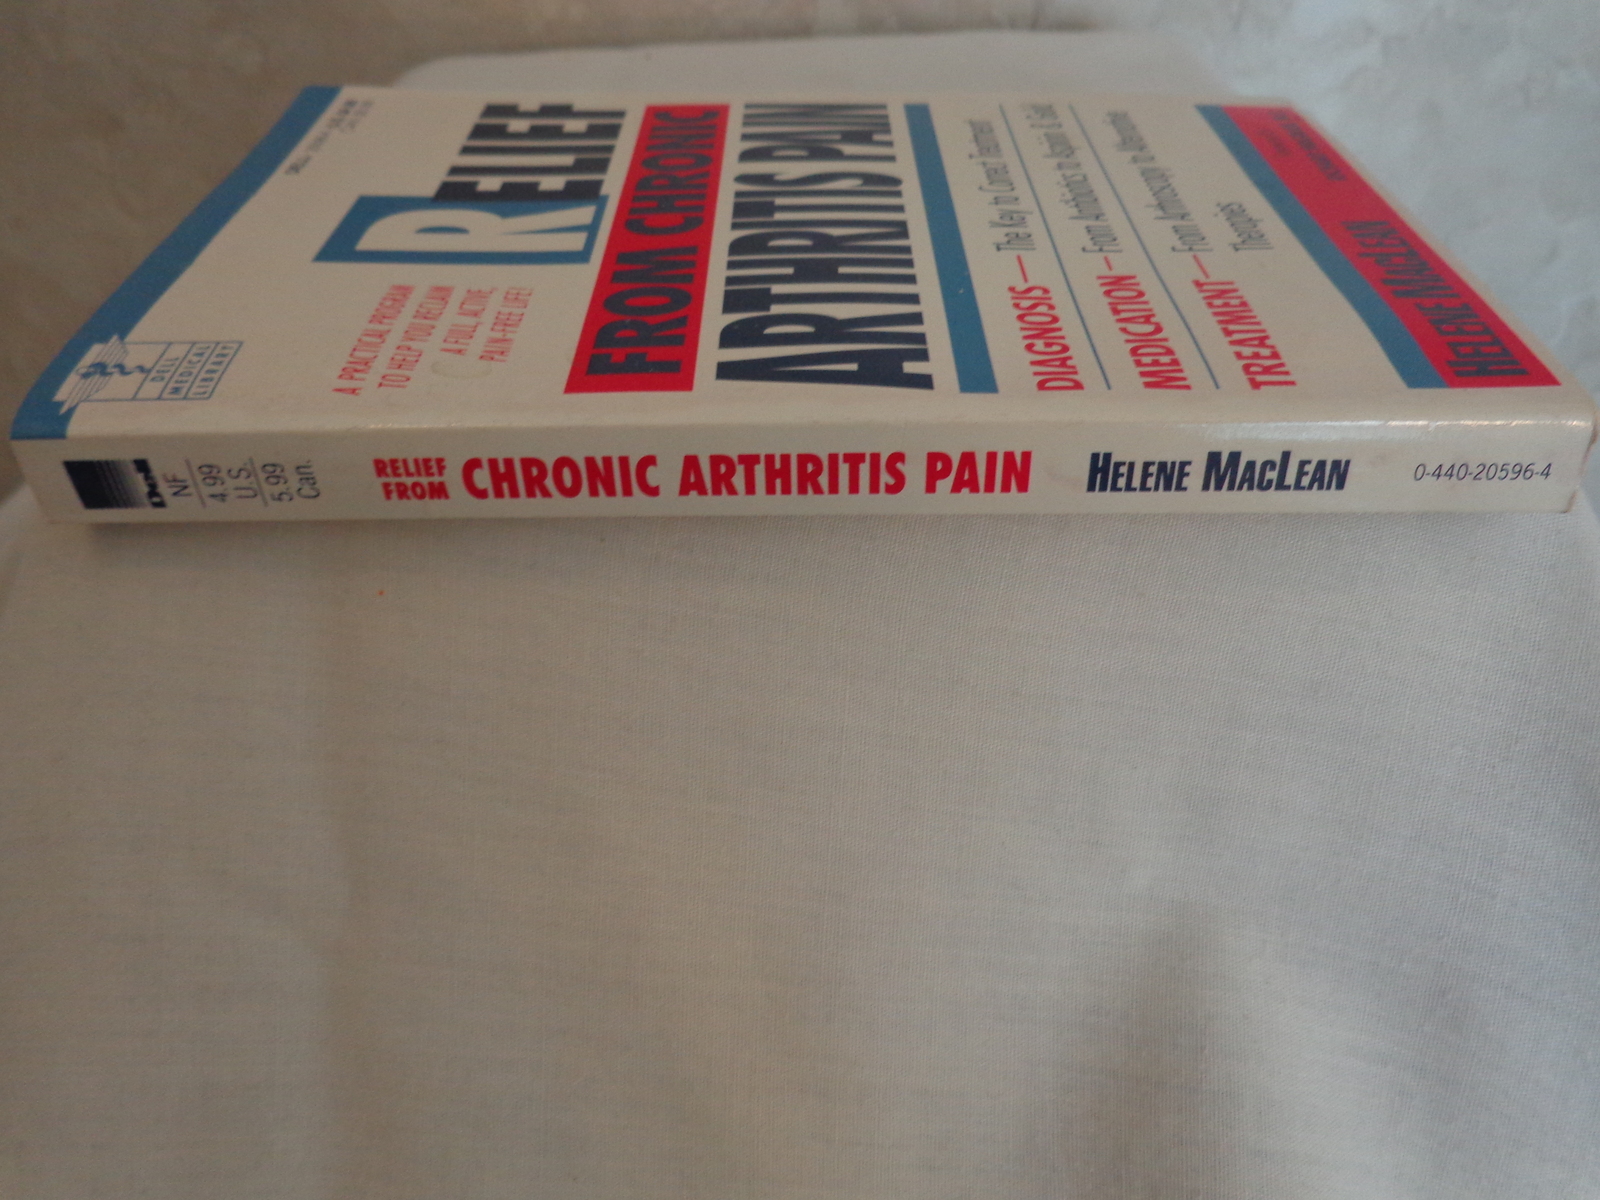 RELIEF
FROM CHRONIC
ARTHRITIS PAIN
A PRACTICAL PROGRAM
TO HELP YOU RECLAIM
A FULL, ACTIVE,
PAIN-FREE LIFE!
DELL
MEDICAL
LIBRARY
DIAGNOSIS—The Key to Correct Treatment
MEDICATION—From Antibiotics to Aspirin & Gold
TREATMENT—From Arthroscopy to Alternative
Therapies
HELENE MACLEAN
Dell
NF
4.99
U.S.
5.99
Can.
RELIEF
FROM CHRONIC ARTHRITIS PAIN
HELENE MACLEAN
0-440-20596-4